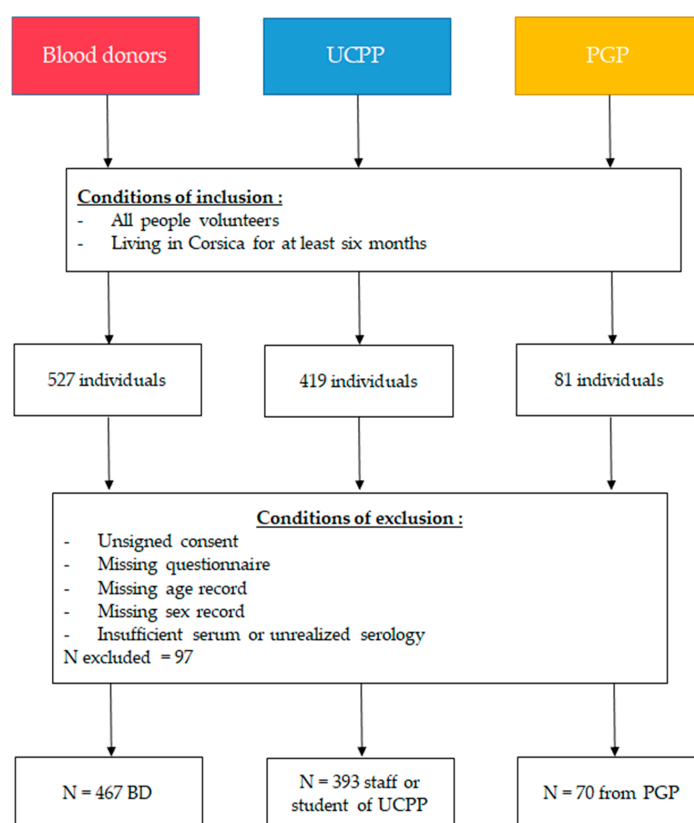 Blood donors
UCPP
PGP
Conditions of inclusion :
- All people volunteers
- Living in Corsica for at least six months
527 individuals
419 individuals
81 individuals
Conditions of exclusion :
- Unsigned consent
- Missing questionnaire
- Missing age record
- Missing sex record
- Insufficient serum or unrealized serology
N excluded = 97
N = 467 BD
N = 393 staff or
student of UCPP
N = 70 from PGP